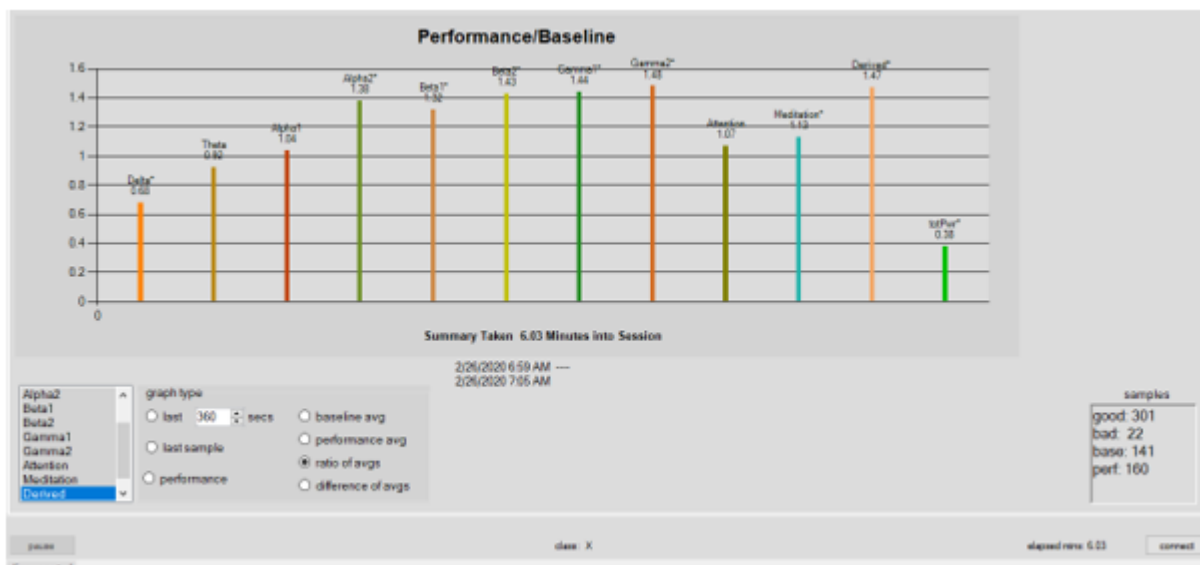 Performance/Baseline
1.6
1.4
1.2
1
0.8
0.6
0.4
0.2
0
0
Delta*
0.68
Theta
0.92
Alpha1
1.04
Alpha2*
1.38
Beta1*
1.32
Beta2*
1.43
Gamma1*
1.44
Gamma2*
1.48
Attention
1.07
Meditation*
1.13
Derived*
1.47
totPwr*
0.38
Summary Taken 6.03 Minutes into Session
2/26/2020 6:59 AM ----
2/26/2020 7:05 AM
Alpha2
Beta1
Beta2
Gamma1
Gamma2
Attention
Meditation
Derived
graph type
last 360 secs
last sample
performance
baseline avg
performance avg
ratio of avgs
difference of avgs
samples
good: 301
bad: 22
base: 141
perf: 160
pause
class: X
elapsed mins: 6.03
connect